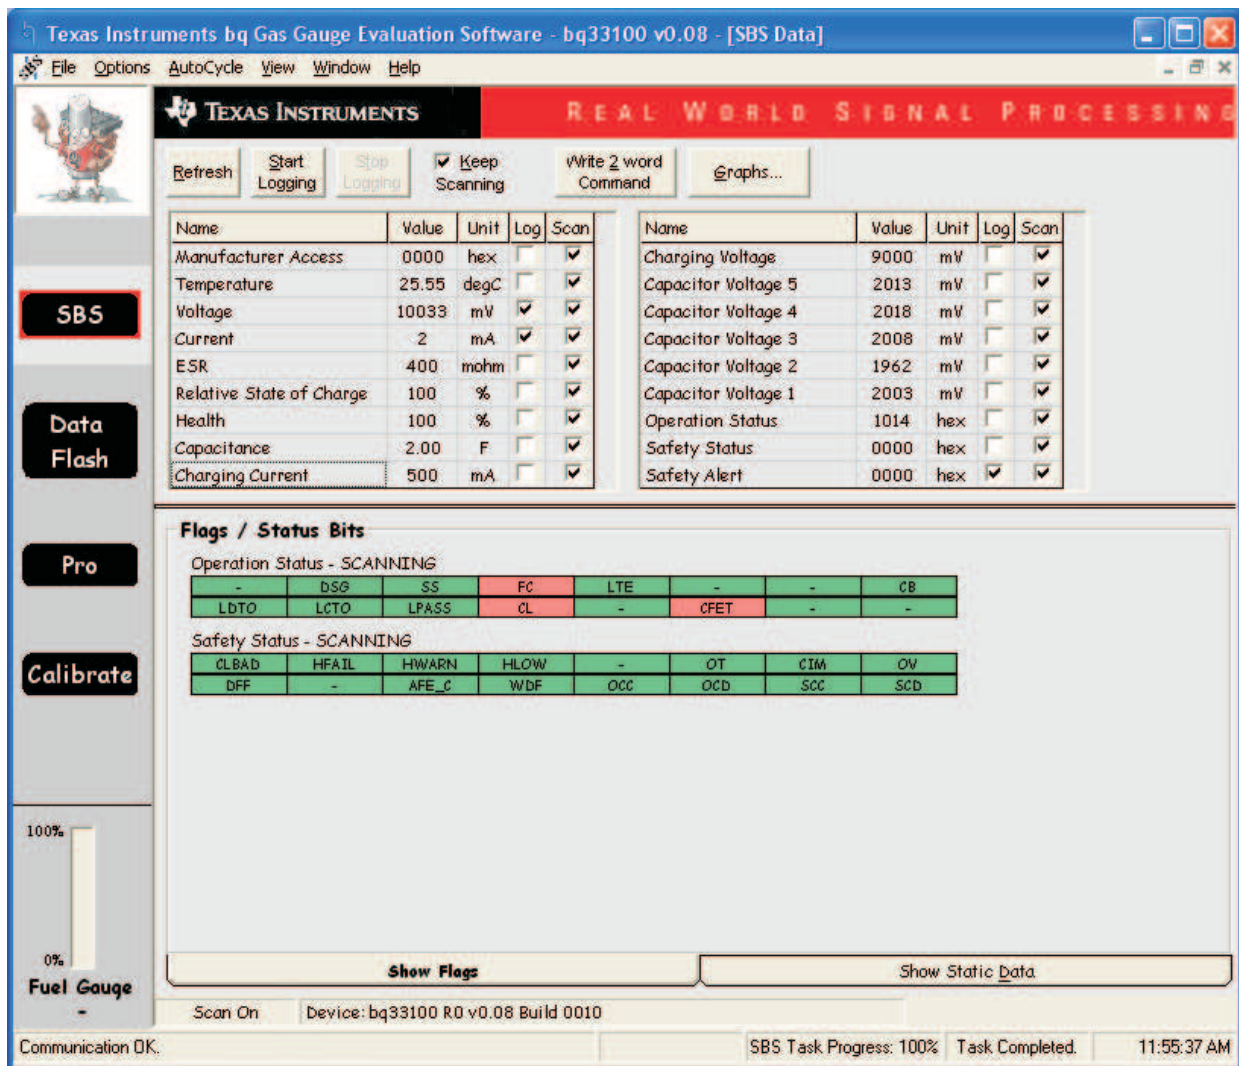 Texas Instruments bq Gas Gauge Evaluation Software - bq33100 v0.08 - [SBS Data]
File Options AutoCycle View Window Help
TEXAS INSTRUMENTS REAL WORLD SIGNAL PROCESSING
Refresh
Start Logging
Stop Logging
Keep Scanning
Write 2 word Command
Graphs...
Name Value Unit Log Scan
Manufacturer Access 0000 hex
Temperature 25.55 degC
Voltage 10033 mV
Current 2 mA
ESR 400 mohm
Relative State of Charge 100 %
Health 100 %
Capacitance 2.00 F
Charging Current 500 mA
Name Value Unit Log Scan
Charging Voltage 9000 mV
Capacitor Voltage 5 2013 mV
Capacitor Voltage 4 2018 mV
Capacitor Voltage 3 2008 mV
Capacitor Voltage 2 1962 mV
Capacitor Voltage 1 2003 mV
Operation Status 1014 hex
Safety Status 0000 hex
Safety Alert 0000 hex
SBS
Data
Flash
Pro
Calibrate
Flags / Status Bits
Operation Status - SCANNING
- DSG SS FC LTE - - CB
LDTO LCTO LPASS CL - CFET - -
Safety Status - SCANNING
CLBAD HFAIL HWARN HLOW - OT CIM OV
DFF - AFE_C WDF OCC OCD SCC SCD
100%
0%
Fuel Gauge
-
Show Flags
Show Static Data
Scan On Device: bq33100 R0 v0.08 Build 0010
Communication OK. SBS Task Progress: 100% Task Completed. 11:55:37 AM